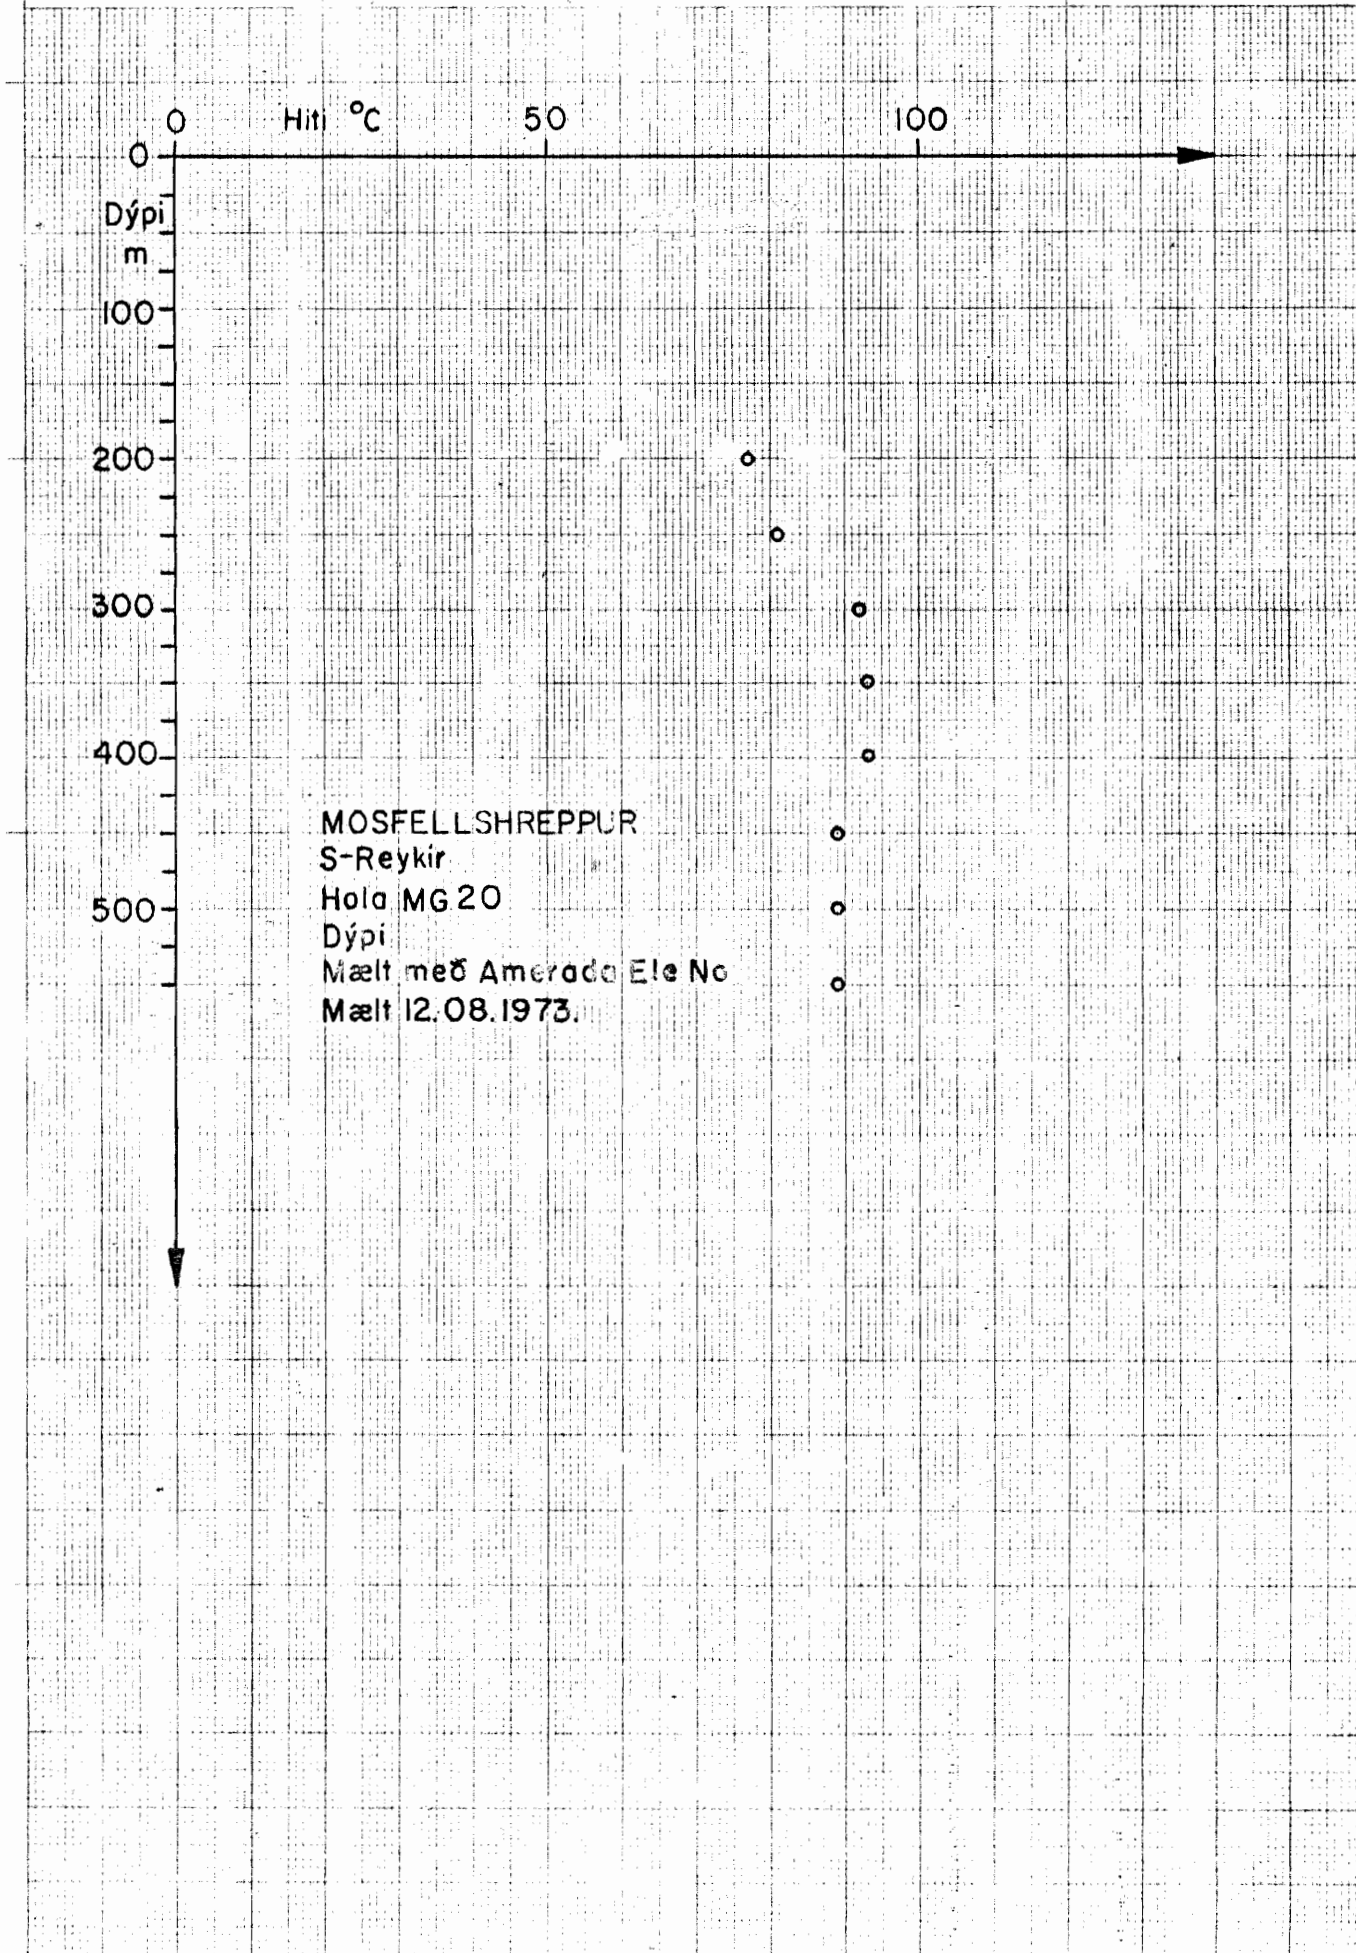 0 Hiti °C 50 100
0
Dýpi
m
100
200
300
400
500
MOSFELLSHREPPUR
S-Reykir
Hola MG 20
Dýpi
Mælt með Amerada Ele No
Mælt 12.08.1973.